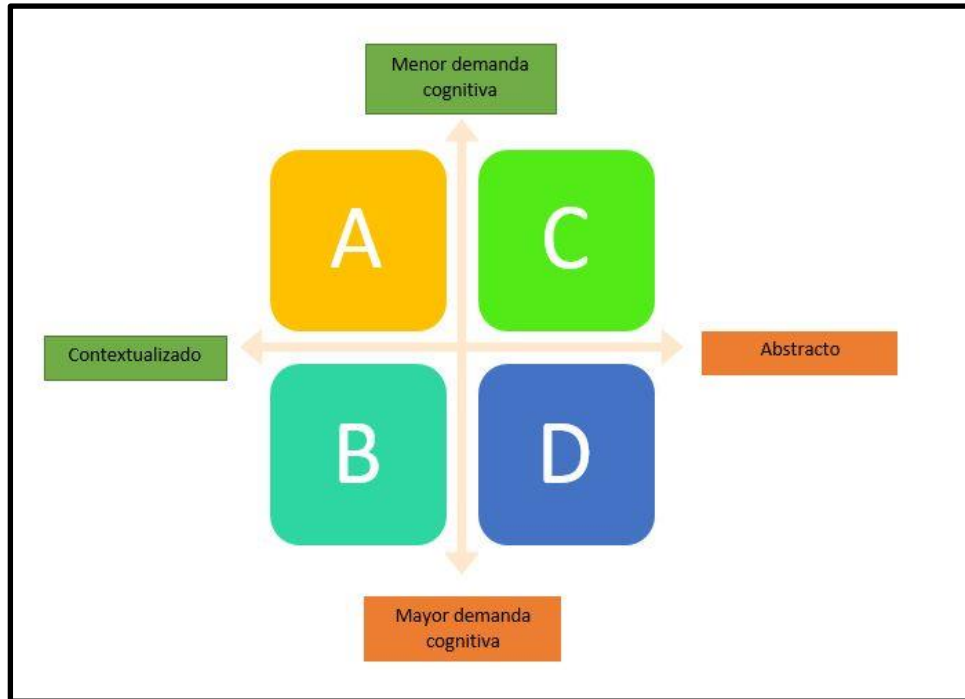 Menor demanda
cognitiva
A
C
Contextualizado
Abstracto
B
D
Mayor demanda
cognitiva